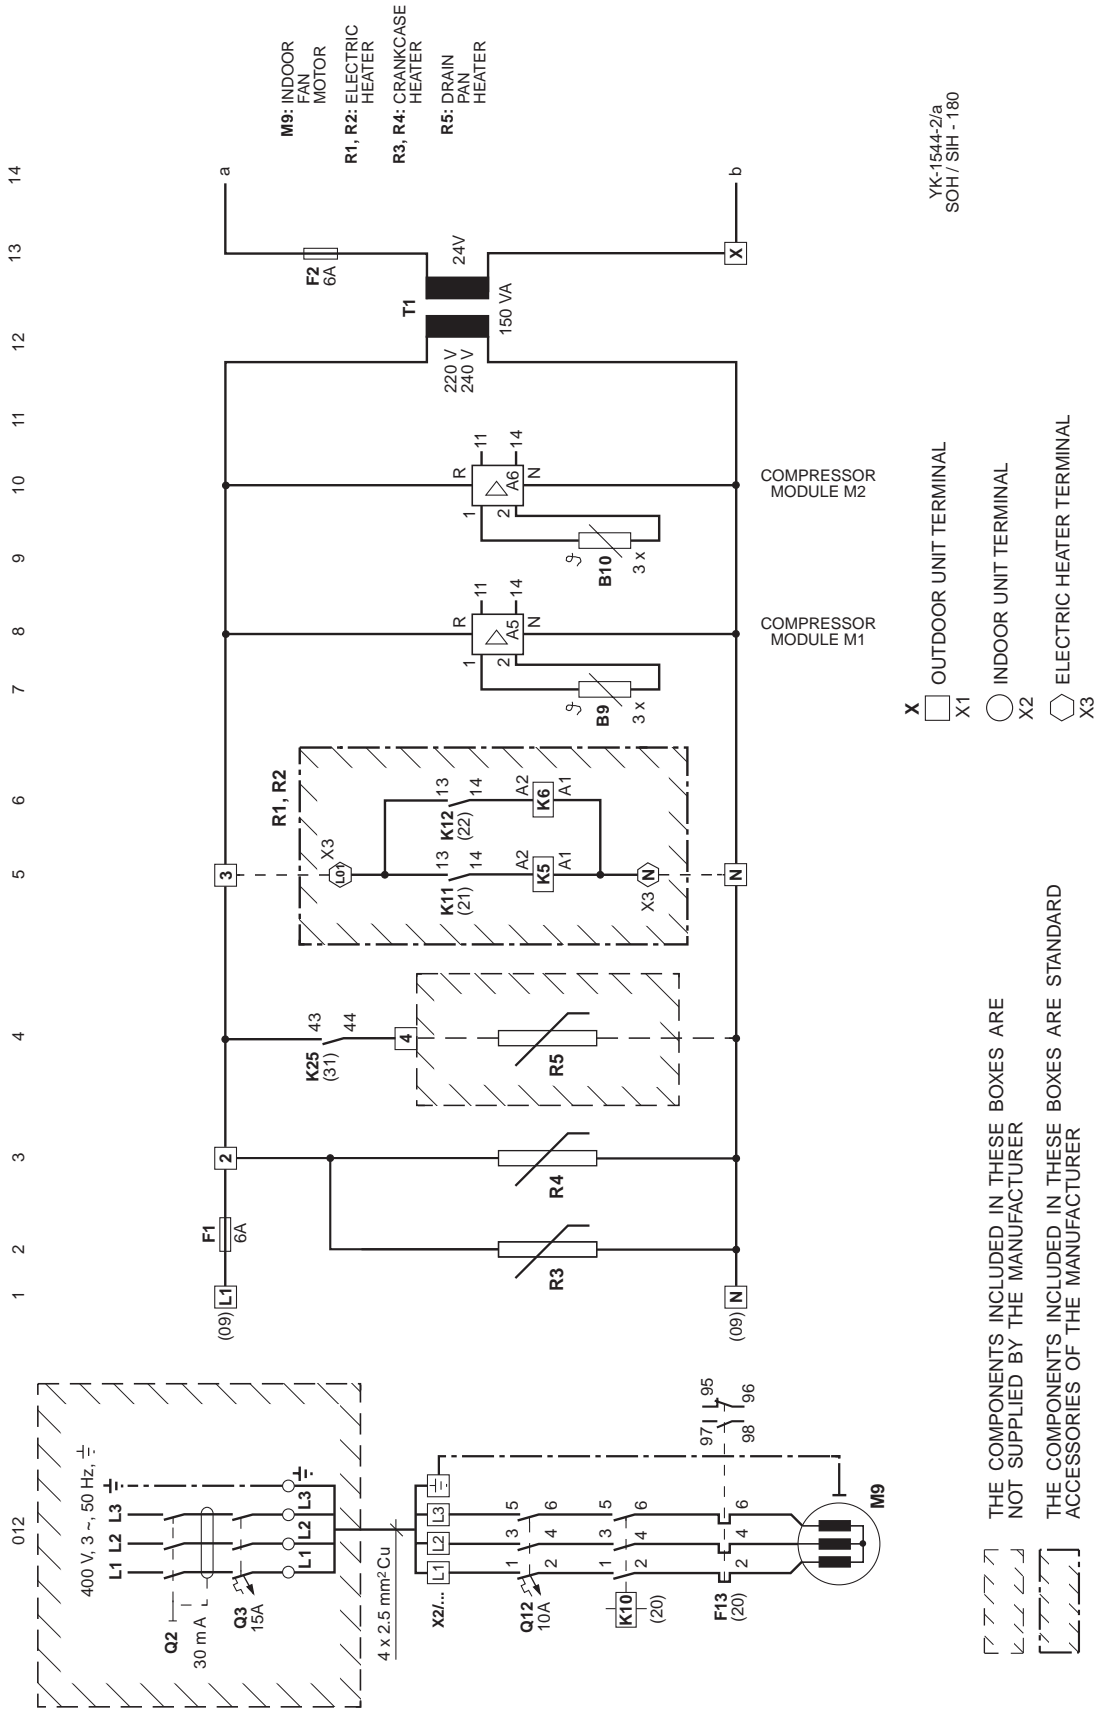 012
1
2
3
4
5
6
7
8
9
10
11
12
13
14
400 V, 3 ~, 50 Hz,
L1
L2
L3
Q2
30 m A
Q3
15A
L1
L2
L3
4 x 2.5 mm² Cu
X2/...
L1
L2
L3
Q12
10A
1
3
5
2
4
6
K10
(20)
1
3
5
2
4
6
F13
(20)
2
4
6
97
95
98
96
M9
(09)
L1
F1
6A
2
3
R3
R4
K25
(31)
43
44
4
R5
R1, R2
X3
L01
K11
(21)
13
14
K12
(22)
13
14
A2
K5
A1
A2
K6
A1
X3
N
(09)
N
N
R
11
1
2
A5
14
N
B9
3 x
COMPRESSOR
MODULE M1
R
11
1
2
A6
14
N
B10
3 x
COMPRESSOR
MODULE M2
T1
220 V
240 V
24V
150 VA
F2
6A
a
X
b
M9: INDOOR
FAN
MOTOR
R1, R2: ELECTRIC
HEATER
R3, R4: CRANKCASE
HEATER
R5: DRAIN
PAN
HEATER
THE COMPONENTS INCLUDED IN THESE BOXES ARE
NOT SUPPLIED BY THE MANUFACTURER
THE COMPONENTS INCLUDED IN THESE BOXES ARE STANDARD
ACCESSORIES OF THE MANUFACTURER
X
X1
OUTDOOR UNIT TERMINAL
X2
INDOOR UNIT TERMINAL
X3
ELECTRIC HEATER TERMINAL
YK-1544-2/a
SOH / SIH - 180